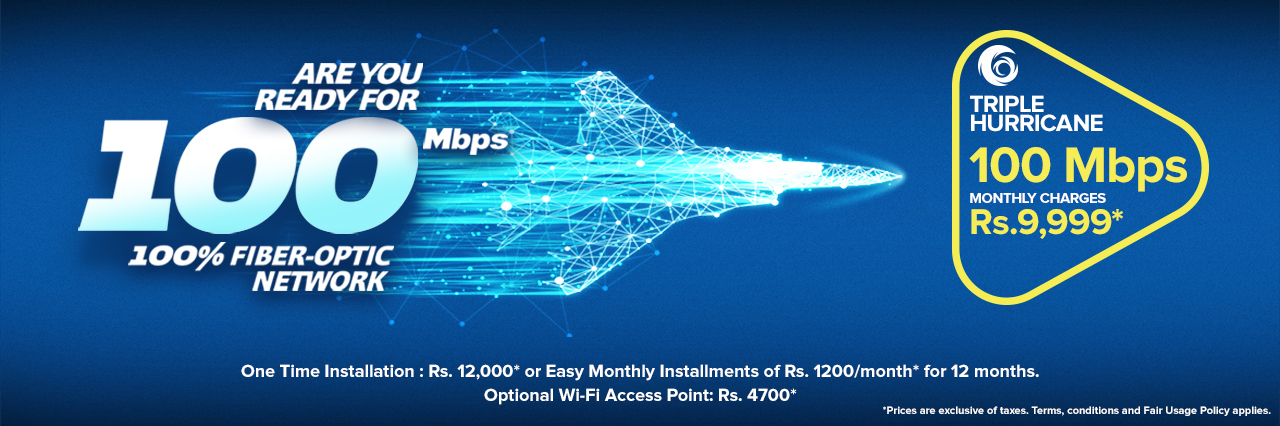 ARE YOU
READY FOR
100 Mbps
100% FIBER-OPTIC
NETWORK
TRIPLE
HURRICANE
100 Mbps
MONTHLY CHARGES
Rs.9,999*
One Time Installation : Rs. 12,000* or Easy Monthly Installments of Rs. 1200/month* for 12 months.
Optional Wi-Fi Access Point: Rs. 4700*
*Prices are exclusive of taxes. Terms, conditions and Fair Usage Policy applies.